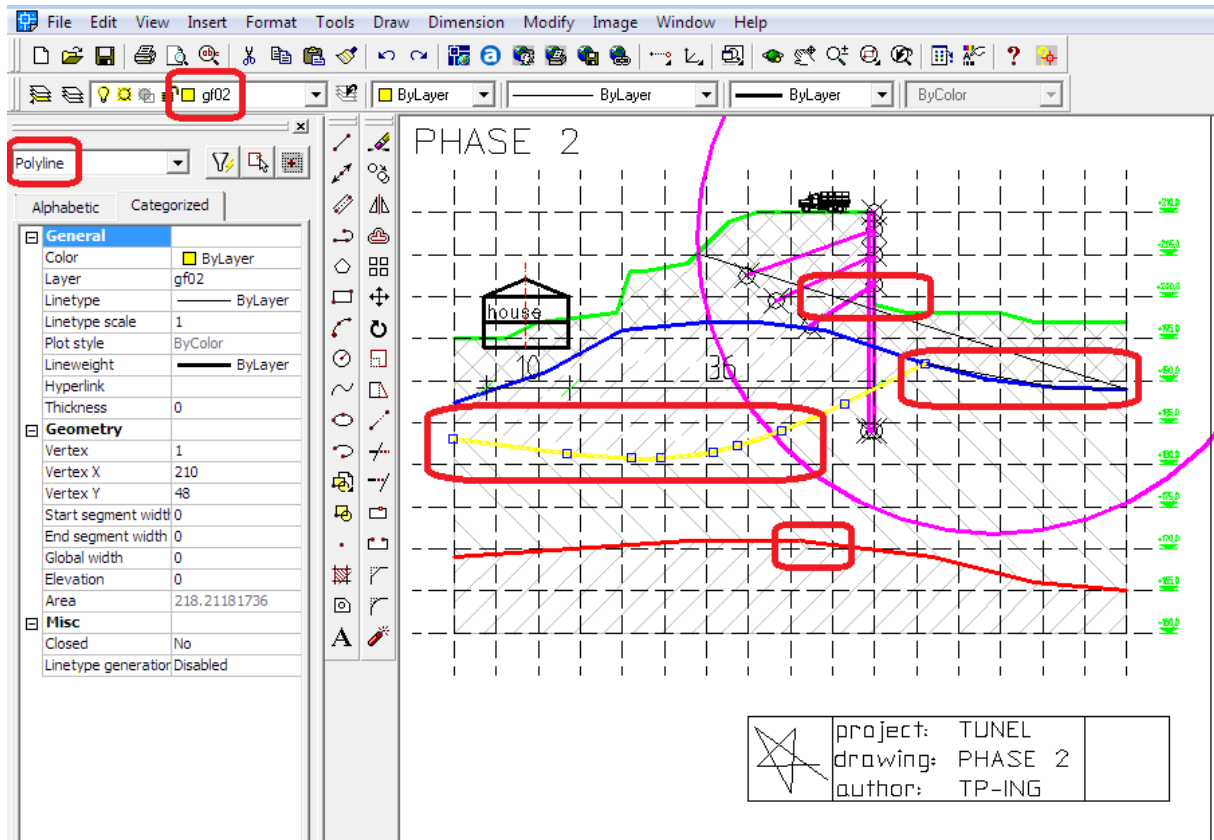 File Edit View Insert Format Tools Draw Dimension Modify Image Window Help
gf02 ByLayer ByLayer ByLayer ByColor
Polyline
Alphabetic Categorized
General
Color ByLayer
Layer gf02
Linetype ByLayer
Linetype scale 1
Plot style ByColor
Lineweight ByLayer
Hyperlink
Thickness 0
Geometry
Vertex 1
Vertex X 210
Vertex Y 48
Start segment widt 0
End segment width 0
Global width 0
Elevation 0
Area 218.21181736
Misc
Closed No
Linetype generation Disabled
PHASE 2
house
10
36
project: TUNEL
drawing: PHASE 2
author: TP-ING